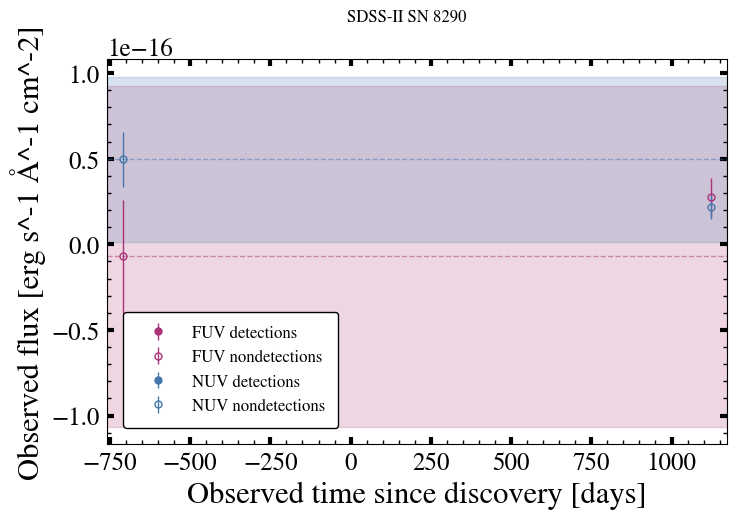 SDSS-II SN 8290
1e−16
Observed flux [erg s^-1 Å^-1 cm^-2]
1.0
0.5
0.0
−0.5
−1.0
FUV detections
FUV nondetections
NUV detections
NUV nondetections
−750 −500 −250 0 250 500 750 1000
Observed time since discovery [days]